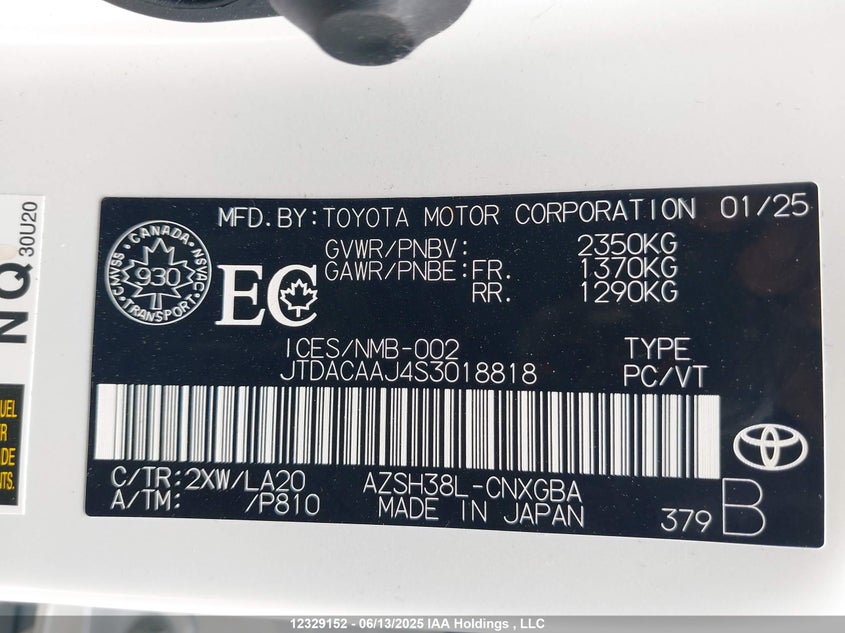 MFD.BY:TOYOTA MOTOR CORPORATION 01/25
GVWR/PNBV: 2350KG
GAWR/PNBE:FR. 1370KG
RR. 1290KG
CANADA
CMVSS NSVAC
930
TRANSPORT
EC
ICES/NMB-002 TYPE
JTDACAAJ4S3018818 PC/VT
C/TR:2XW/LA20 AZSH38L-CNXGBA
A/TM: /P810 MADE IN JAPAN
379 B
NQ 30U20
UEL
R
DE
NTS.
12329152 - 06/13/2025 IAA Holdings , LLC